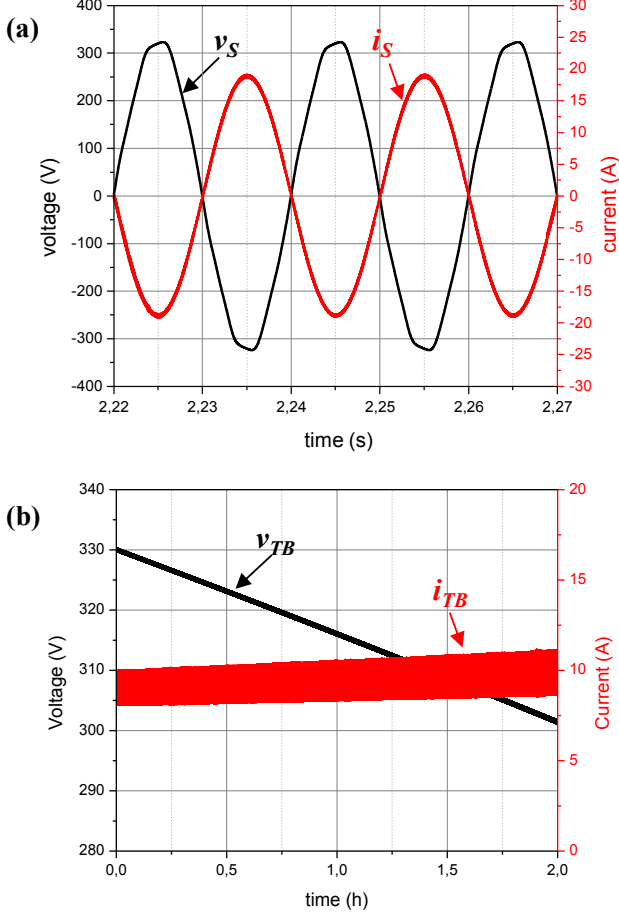 (a)
400
300
200
100
0
-100
-200
-300
-400
voltage (V)
v_S
i_S
30
25
20
15
10
5
0
-5
-10
-15
-20
-25
-30
current (A)
2,22 2,23 2,24 2,25 2,26 2,27
time (s)
(b)
340
330
320
310
300
290
280
Voltage (V)
v_TB
i_TB
20
15
10
5
0
Current (A)
0,0 0,5 1,0 1,5 2,0
time (h)